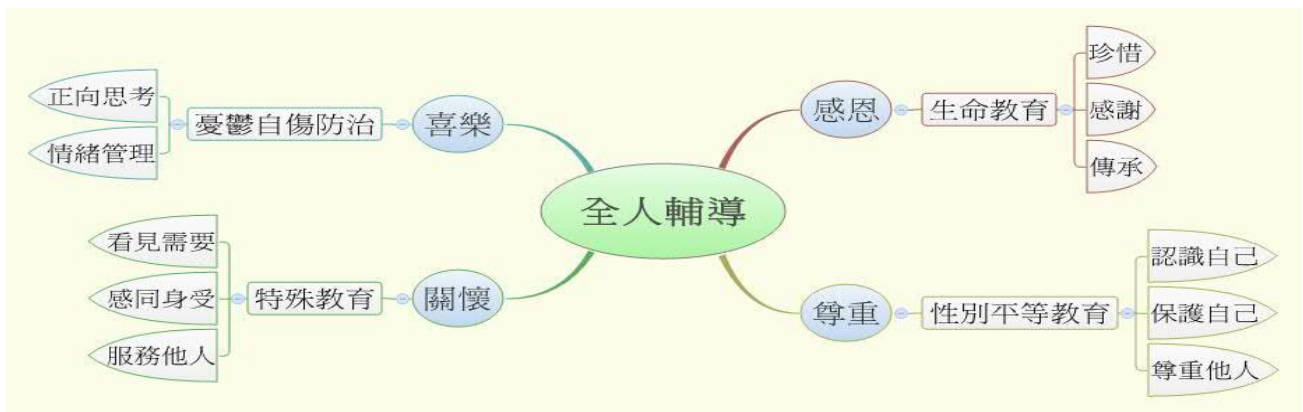 全人輔導
喜樂
憂鬱自傷防治
正向思考
情緒管理
關懷
特殊教育
看見需要
感同身受
服務他人
感恩
生命教育
珍惜
感謝
傳承
尊重
性別平等教育
認識自己
保護自己
尊重他人